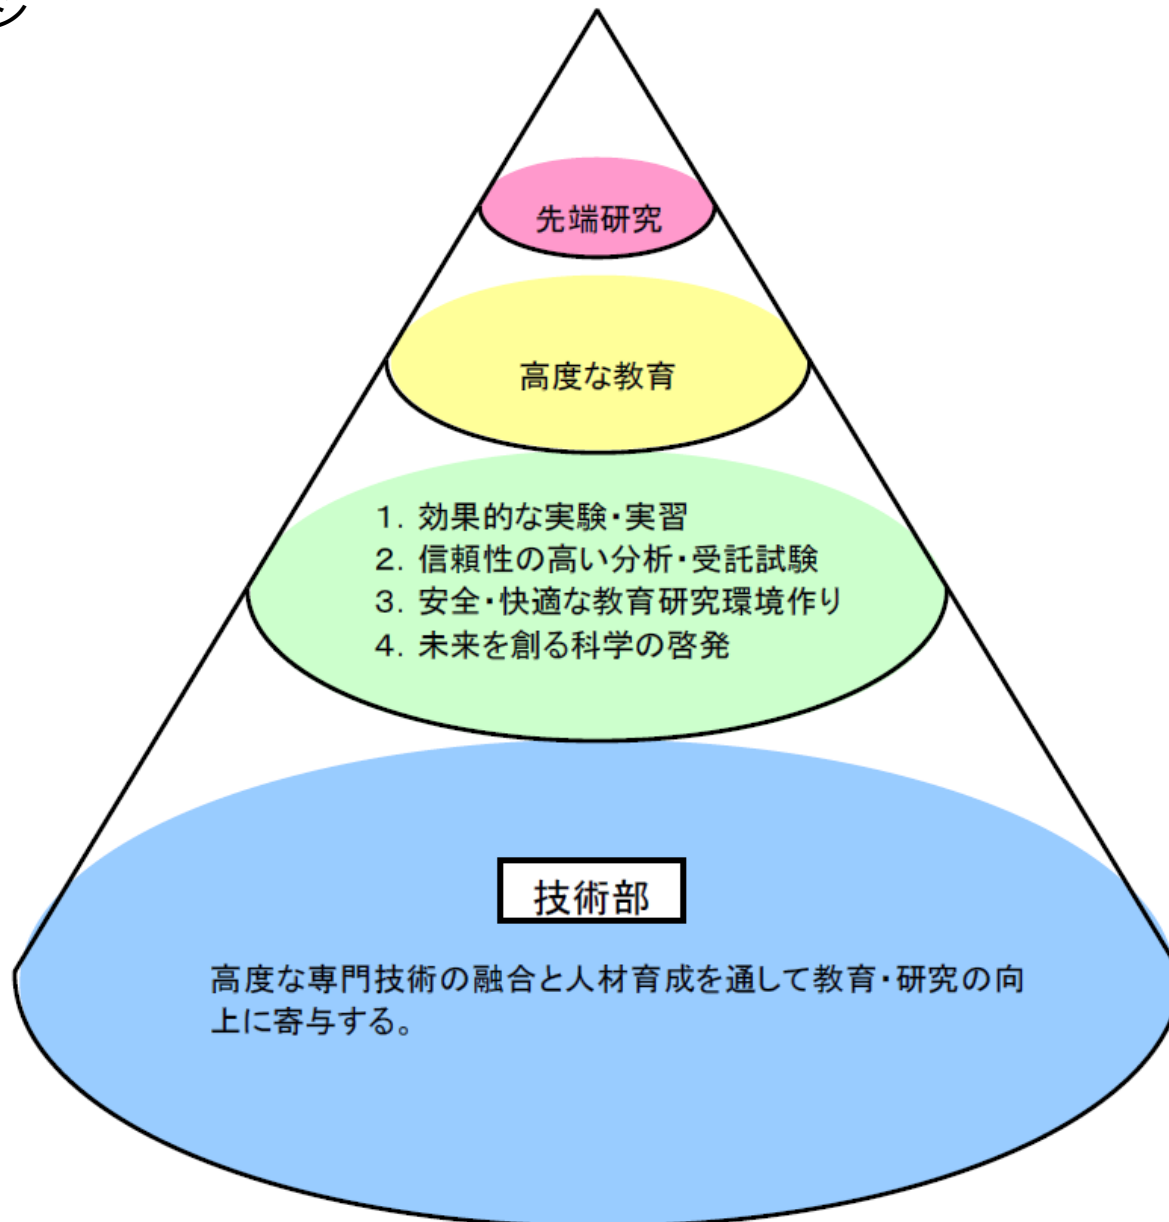 先端研究
高度な教育
1. 効果的な実験・実習
2. 信頼性の高い分析・受託試験
3. 安全・快適な教育研究環境作り
4. 未来を創る科学の啓発
技術部
高度な専門技術の融合と人材育成を通して教育・研究の向
上に寄与する。